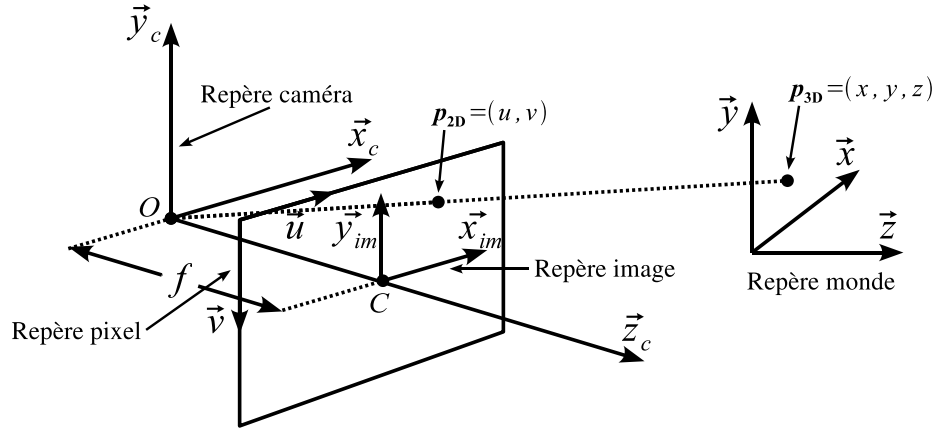 y⃗c
Repère caméra
p2D=(u, v)
p3D=(x, y, z)
x⃗c
y⃗
x⃗
O
u⃗
y⃗im
x⃗im
z⃗
f
C
Repère image
Repère monde
Repère pixel
v⃗
z⃗c